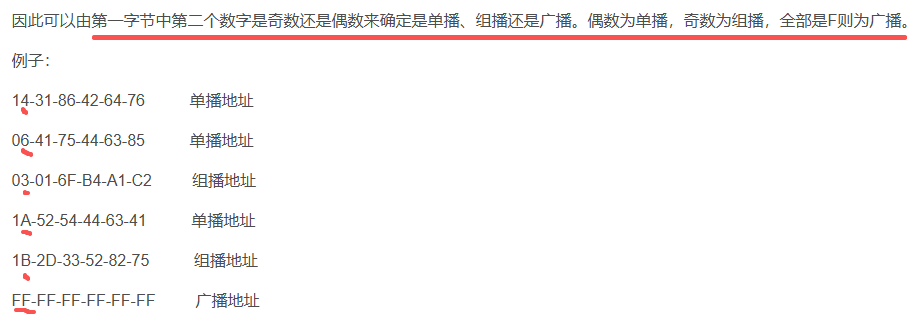 因此可以由第一字节中第二个数字是奇数还是偶数来确定是单播、组播还是广播。偶数为单播，奇数为组播，全部是F则为广播。
例子：
14-31-86-42-64-76 单播地址
06-41-75-44-63-85 单播地址
03-01-6F-B4-A1-C2 组播地址
1A-52-54-44-63-41 单播地址
1B-2D-33-52-82-75 组播地址
FF-FF-FF-FF-FF-FF 广播地址